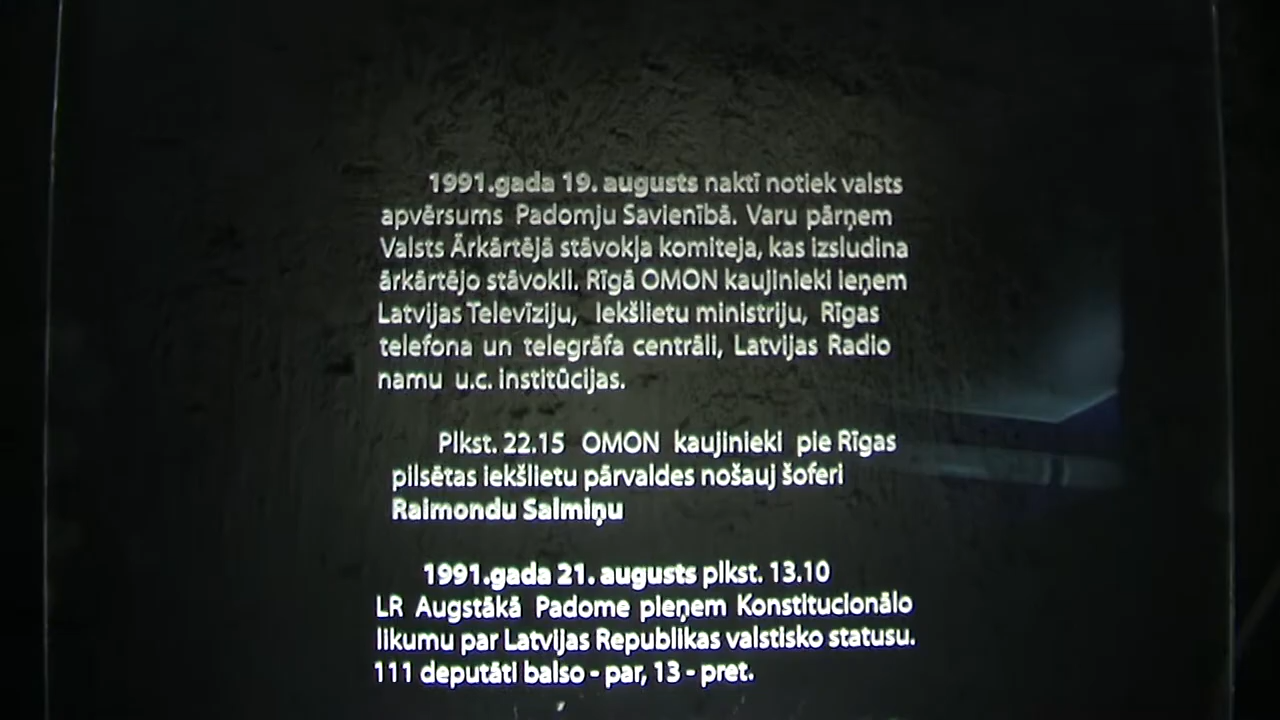 1991.gada 19. augusts naktī notiek valsts
apvērsums Padomju Savienībā. Varu pārņem
Valsts Ārkārtējā stāvokļa komiteja, kas izsludina
ārkārtējo stāvokli. Rīgā OMON kaujinieki ieņem
Latvijas Televīziju, Iekšlietu ministriju, Rīgas
telefona un telegrāfa centrāli, Latvijas Radio
namu u.c. institūcijas.
Plkst. 22.15 OMON kaujinieki pie Rīgas
pilsētas iekšlietu pārvaldes nošauj šoferi
Raimondu Salmiņu
1991.gada 21. augusts plkst. 13.10
LR Augstākā Padome pieņem Konstitucionālo
likumu par Latvijas Republikas valstisko statusu.
111 deputāti balso - par, 13 - pret.